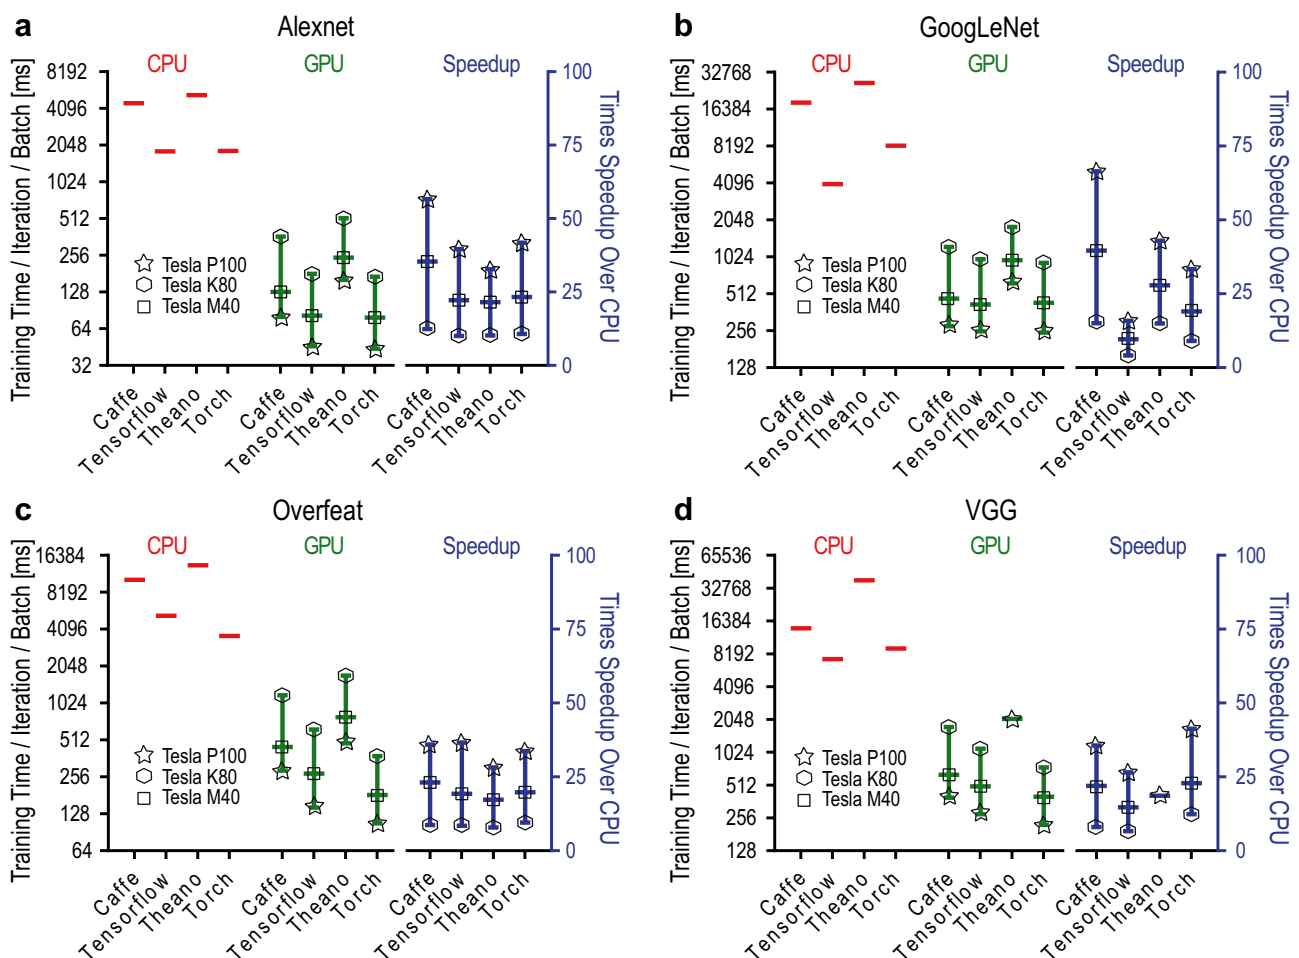 a
Alexnet
CPU
GPU
Speedup
Training Time / Iteration / Batch [ms]
8192
4096
2048
1024
512
256
128
64
32
Tesla P100
Tesla K80
Tesla M40
100
75
50
25
0
Times Speedup Over CPU
Caffe
Tensorflow
Theano
Torch
Caffe
Tensorflow
Theano
Torch
Caffe
Tensorflow
Theano
Torch
b
GoogLeNet
CPU
GPU
Speedup
Training Time / Iteration / Batch [ms]
32768
16384
8192
4096
2048
1024
512
256
128
Tesla P100
Tesla K80
Tesla M40
100
75
50
25
0
Times Speedup Over CPU
Caffe
Tensorflow
Theano
Torch
Caffe
Tensorflow
Theano
Torch
Caffe
Tensorflow
Theano
Torch
c
Overfeat
CPU
GPU
Speedup
Training Time / Iteration / Batch [ms]
16384
8192
4096
2048
1024
512
256
128
64
Tesla P100
Tesla K80
Tesla M40
100
75
50
25
0
Times Speedup Over CPU
Caffe
Tensorflow
Theano
Torch
Caffe
Tensorflow
Theano
Torch
Caffe
Tensorflow
Theano
Torch
d
VGG
CPU
GPU
Speedup
Training Time / Iteration / Batch [ms]
65536
32768
16384
8192
4096
2048
1024
512
256
128
Tesla P100
Tesla K80
Tesla M40
100
75
50
25
0
Times Speedup Over CPU
Caffe
Tensorflow
Theano
Torch
Caffe
Tensorflow
Theano
Torch
Caffe
Tensorflow
Theano
Torch